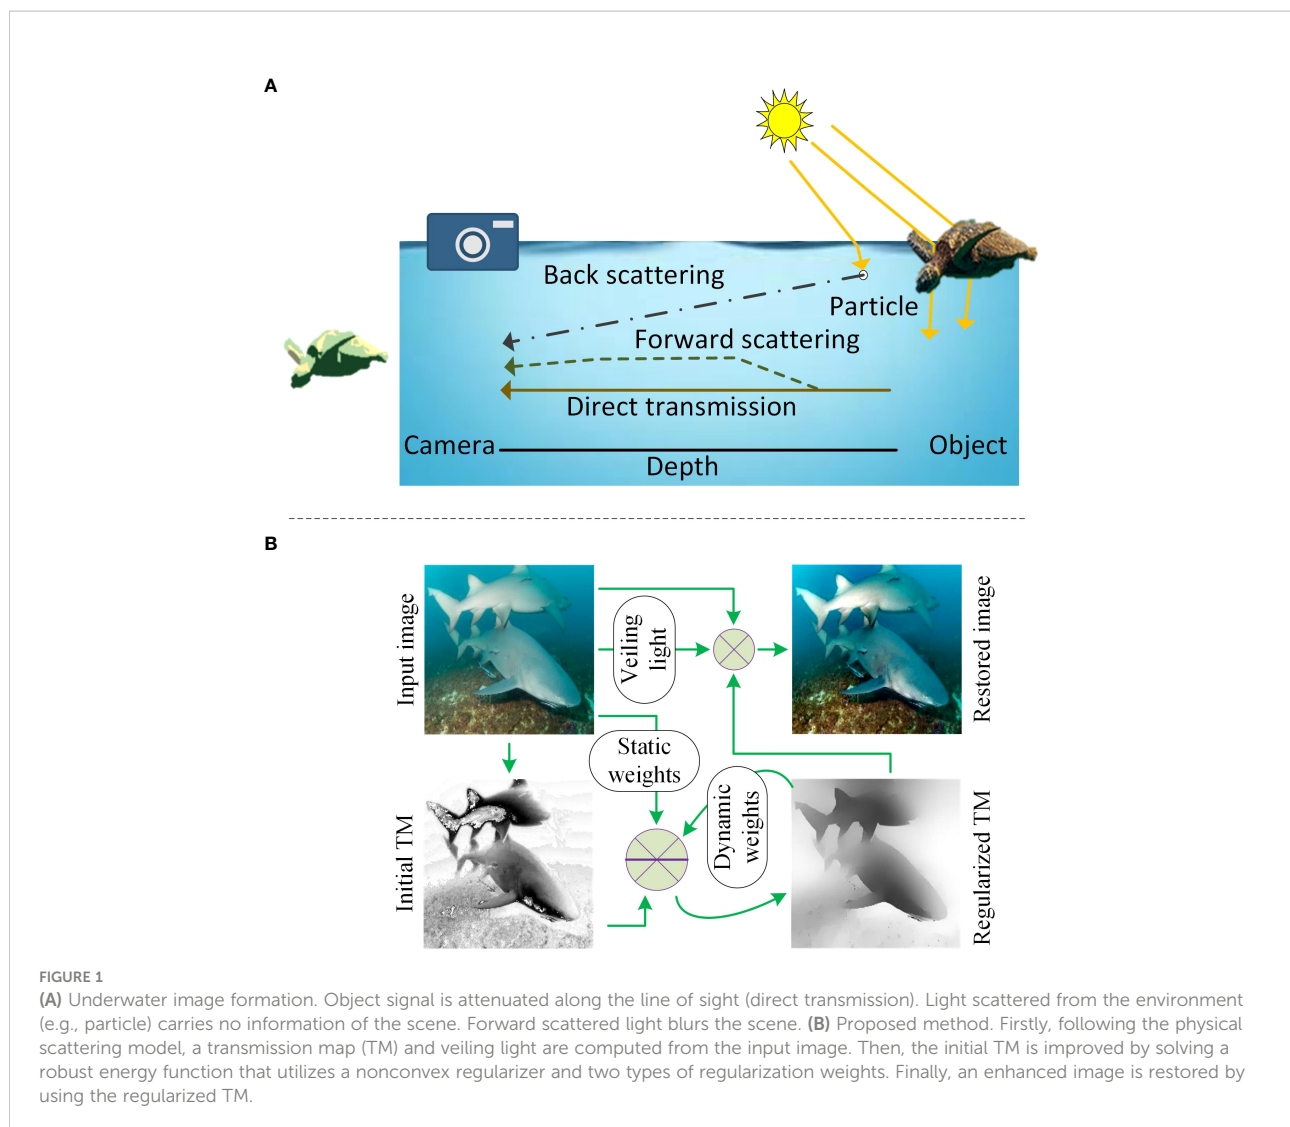 A
Back scattering
Particle
Forward scattering
Direct transmission
Camera
Object
Depth
B
Input image
Veiling
light
Restored image
Static
weights
Initial TM
Dynamic
weights
Regularized TM
FIGURE 1
(A) Underwater image formation. Object signal is attenuated along the line of sight (direct transmission). Light scattered from the environment
(e.g., particle) carries no information of the scene. Forward scattered light blurs the scene. (B) Proposed method. Firstly, following the physical
scattering model, a transmission map (TM) and veiling light are computed from the input image. Then, the initial TM is improved by solving a
robust energy function that utilizes a nonconvex regularizer and two types of regularization weights. Finally, an enhanced image is restored by
using the regularized TM.